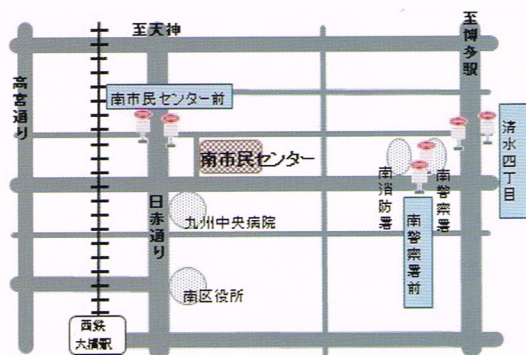 至天神
至博多駅
高宮通り
南市民センター前
清水四丁目
南市民センター
南消防署
南警察署
日赤通り
九州中央病院
南警察署前
南区役所
西鉄
大橋駅